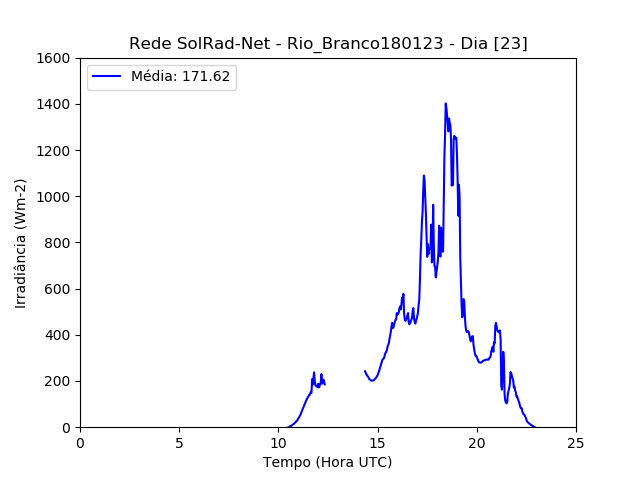 Rede SolRad-Net - Rio_Branco180123 - Dia [23]
Média: 171.62
Irradiância (Wm-2)
1600
1400
1200
1000
800
600
400
200
0
0 5 10 15 20 25
Tempo (Hora UTC)